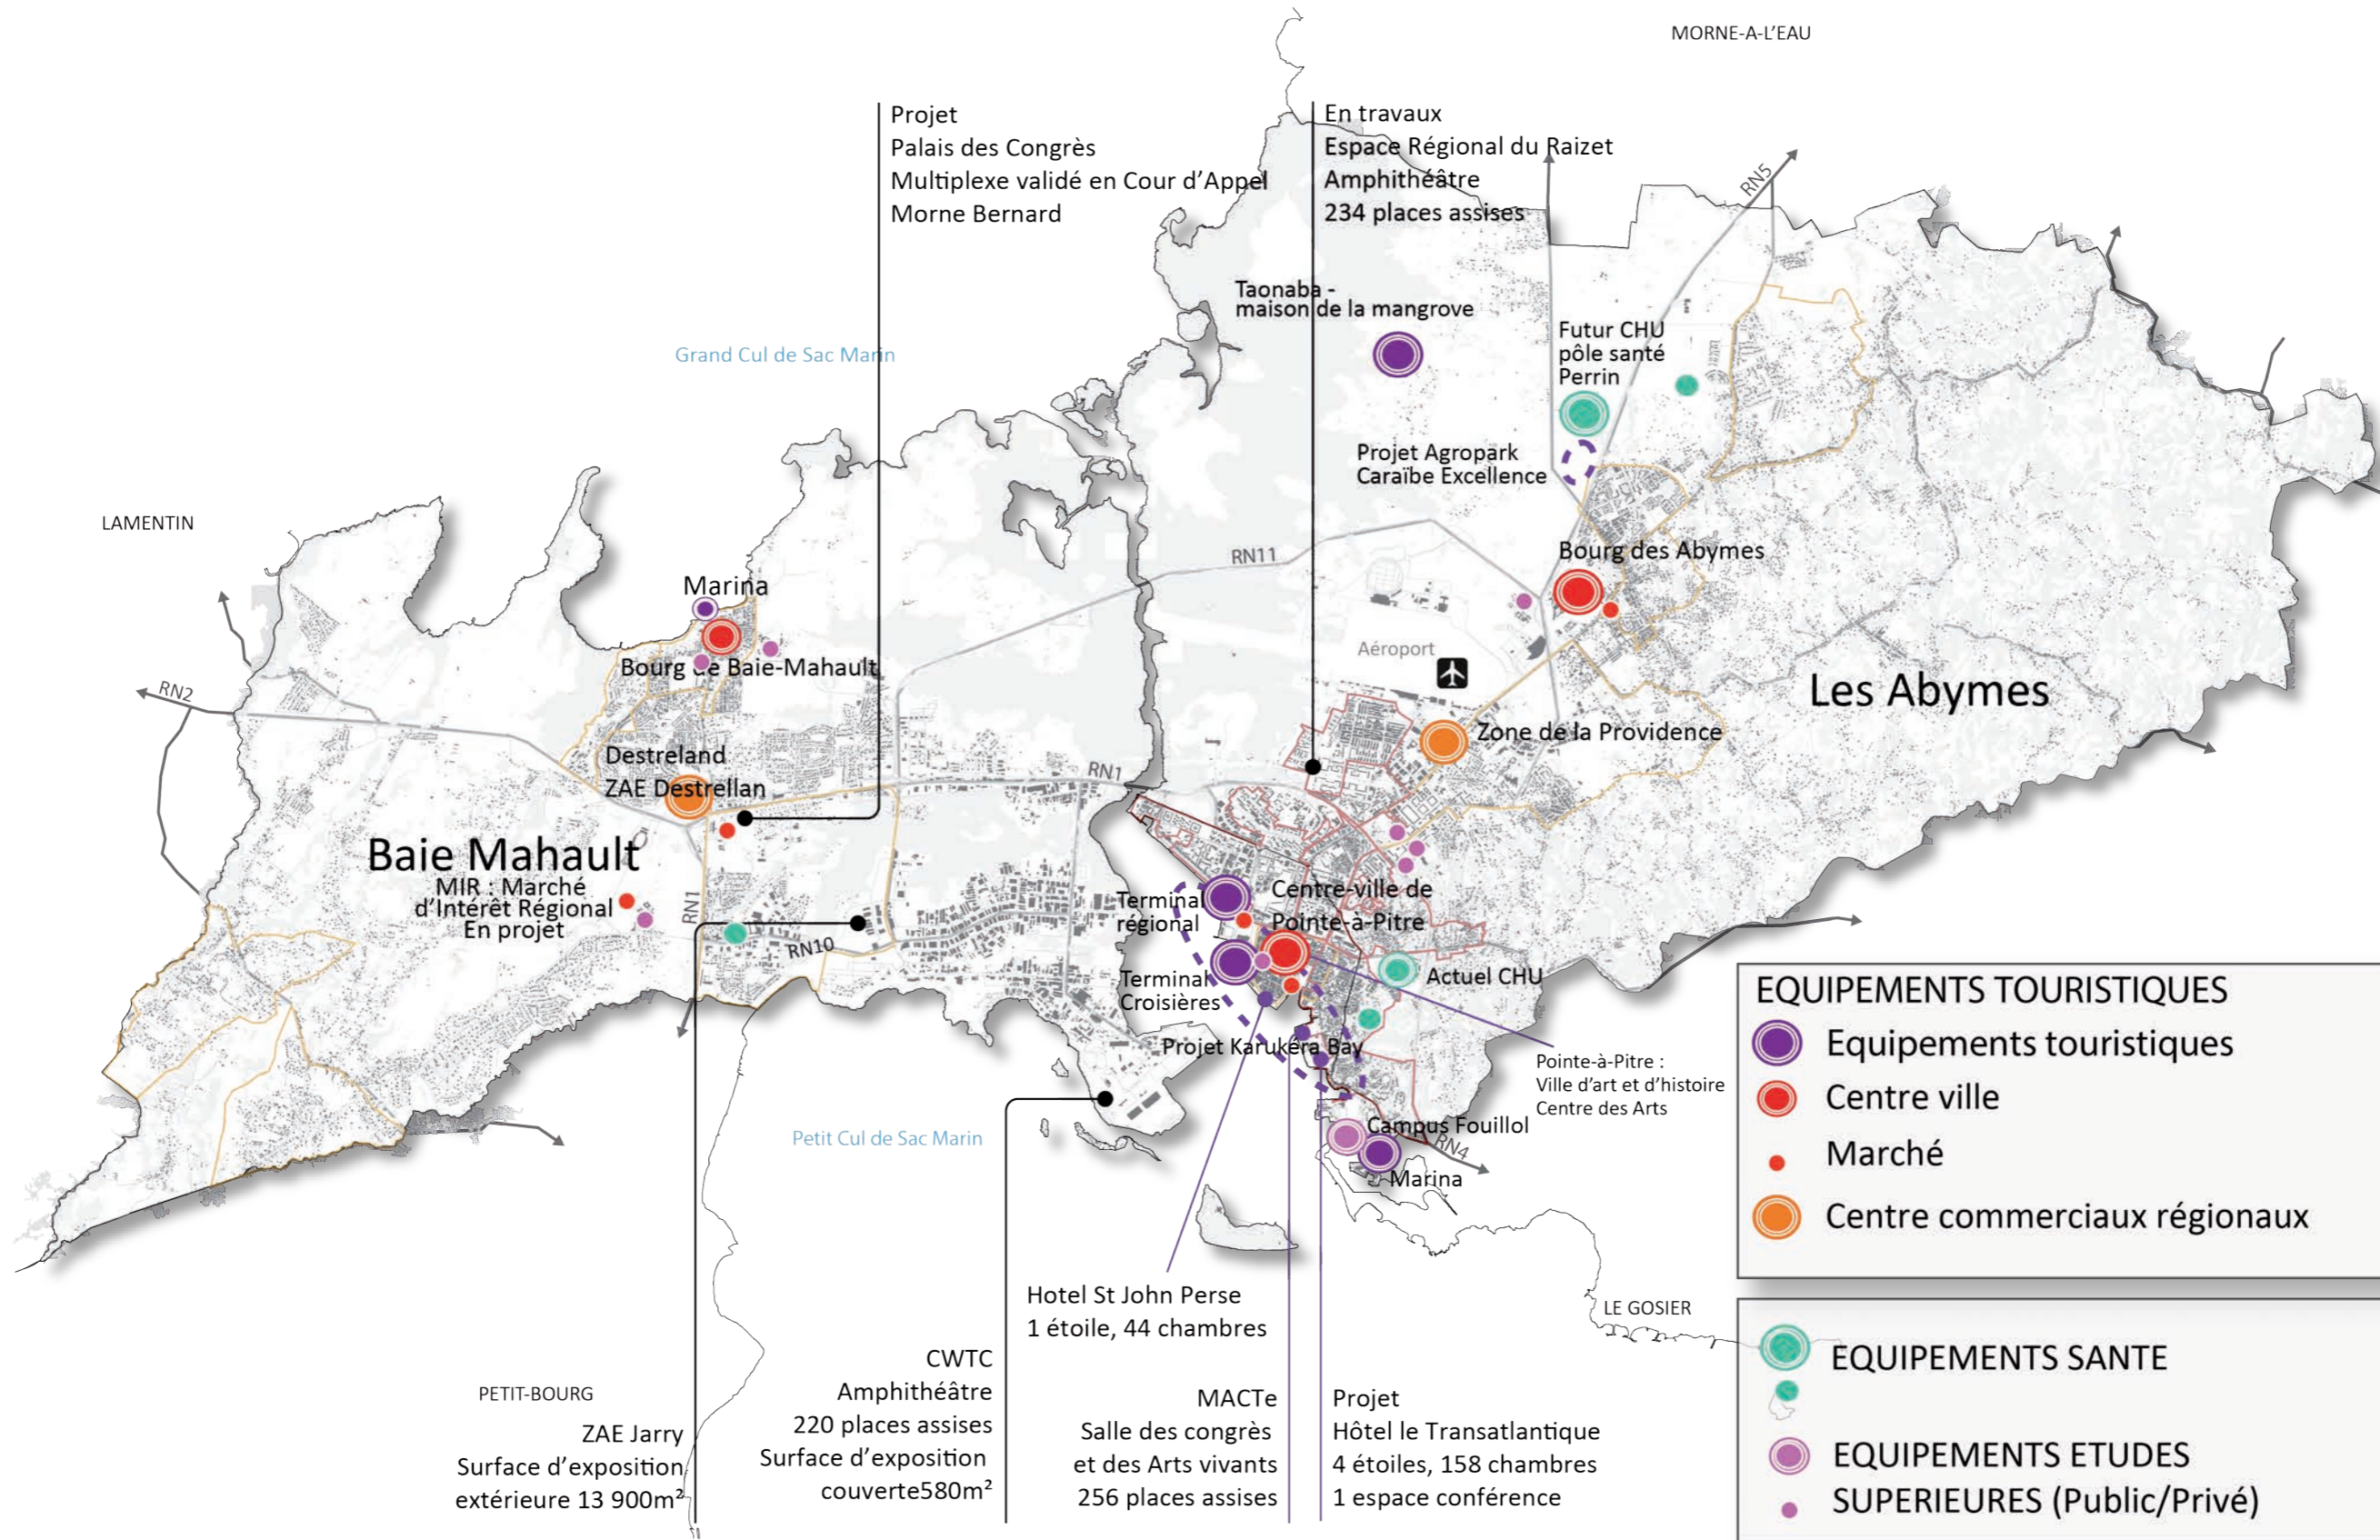 MORNE-A-L'EAU
Projet
Palais des Congrès
Multiplexe validé en Cour d'Appel
Morne Bernard
En travaux
Espace Régional du Raizet
Amphithéâtre
234 places assises
RN5
Taonaba -
maison de la mangrove
Grand Cul de Sac Marin
Futur CHU
pôle santé
Perrin
Projet Agropark
Caraïbe Excellence
LAMENTIN
RN11
Bourg des Abymes
Marina
Aéroport
Bourg de Baie-Mahault
RN2
Les Abymes
Zone de la Providence
Destreland
ZAE Destrellan
RN1
Baie Mahault
MIR : Marché
d'Intérêt Régional
En projet
RN1
RN10
Terminal
régional
Centre-ville de
Pointe-à-Pitre
Terminal
Croisières
Actuel CHU
Projet Karukéra Bay
Pointe-à-Pitre :
Ville d'art et d'histoire
Centre des Arts
Petit Cul de Sac Marin
Campus Fouillol
RN4
Marina
EQUIPEMENTS TOURISTIQUES
Equipements touristiques
Centre ville
Marché
Centre commerciaux régionaux
Hotel St John Perse
1 étoile, 44 chambres
LE GOSIER
PETIT-BOURG
ZAE Jarry
Surface d'exposition
extérieure 13 900m²
CWTC
Amphithéâtre
220 places assises
Surface d'exposition
couverte580m²
MACTe
Salle des congrès
et des Arts vivants
256 places assises
Projet
Hôtel le Transatlantique
4 étoiles, 158 chambres
1 espace conférence
EQUIPEMENTS SANTE
EQUIPEMENTS ETUDES
SUPERIEURES (Public/Privé)